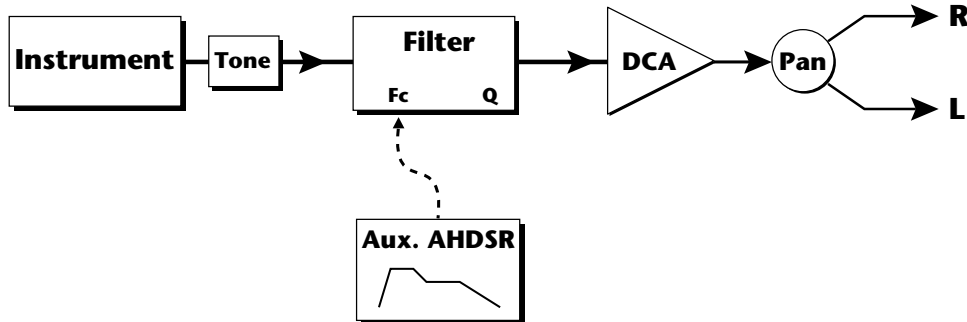 Instrument
Tone
Filter
Fc Q
DCA
Pan
R
L
Aux. AHDSR